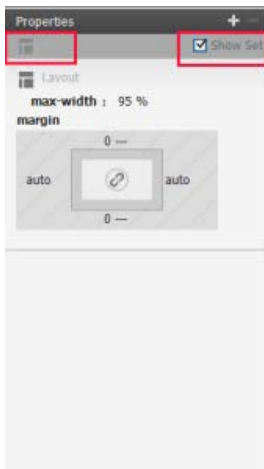 Properties
Show Set
Layout
max-width : 95 %
margin
0 —
auto
auto
0 —